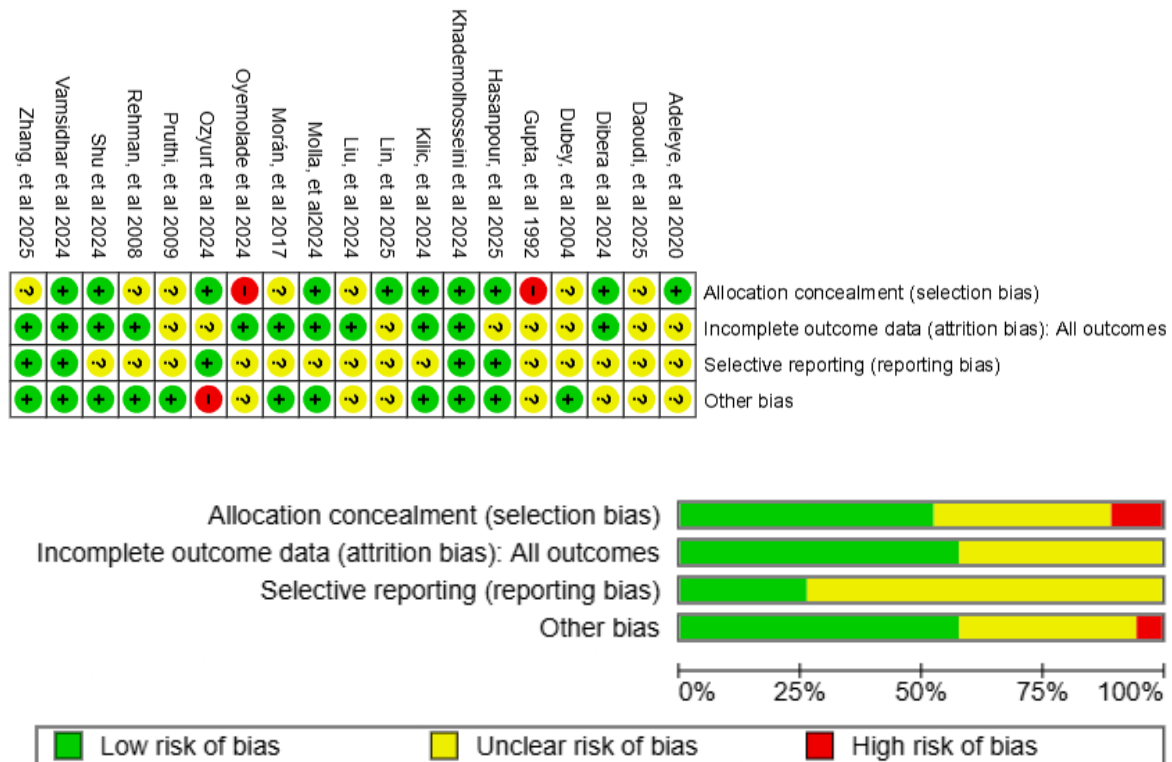 Zhang, et al 2025
Vamsidhar et al 2024
Shu et al 2024
Rehman, et al 2008
Pruthi, et al 2009
Ozyurt et al 2024
Oyemolade et al 2024
Morán, et al 2017
Molla, et al2024
Liu, et al 2024
Lin, et al 2025
Kilic, et al 2024
Khademolhosseini et al 2024
Hasanpour, et al 2025
Gupta, et al 1992
Dubey, et al 2004
Dibera et al 2024
Daoudi, et al 2025
Adeleye, et al 2020
? + + ? ? + - ? + ? + + + + - ? + ? + Allocation concealment (selection bias)
+ + + + ? ? + + + + ? + + ? ? ? + ? ? Incomplete outcome data (attrition bias): All outcomes
+ + ? ? ? + ? ? ? ? ? ? + + ? ? ? ? ? Selective reporting (reporting bias)
+ + + + + - ? + + ? ? + + + ? + ? ? ? Other bias
Allocation concealment (selection bias)
Incomplete outcome data (attrition bias): All outcomes
Selective reporting (reporting bias)
Other bias
0% 25% 50% 75% 100%
Low risk of bias Unclear risk of bias High risk of bias